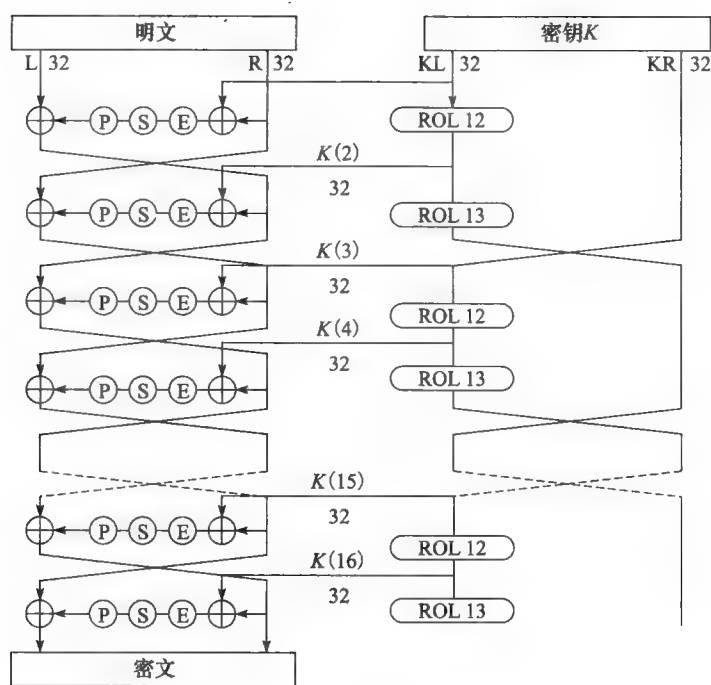 明文 密钥K
L 32 R 32 KL 32 KR 32
P S E ROL 12
K(2)
32
P S E ROL 13
K(3)
32
P S E ROL 12
K(4)
32
P S E ROL 13
K(15)
32
P S E ROL 12
K(16)
32
P S E ROL 13
密文